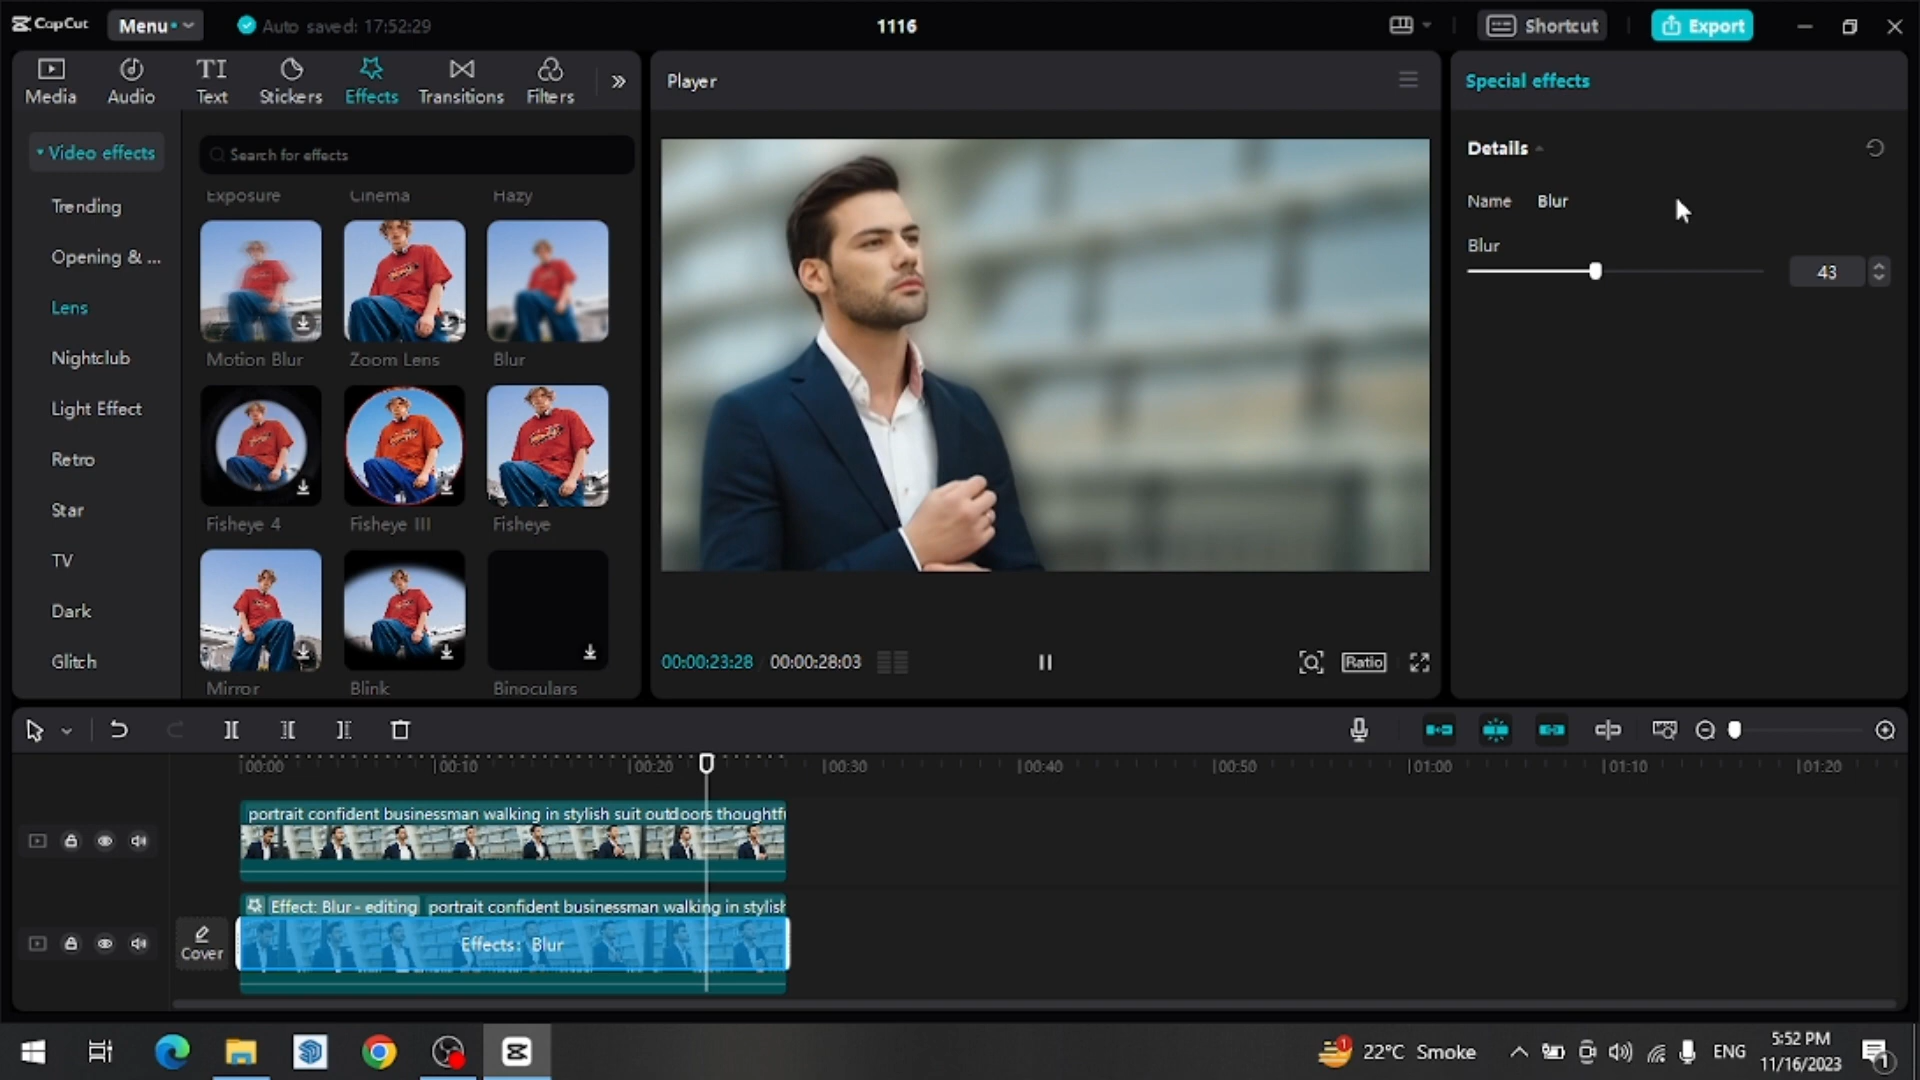 CapCut
Menu
Auto saved: 17:52:29
1116
Shortcut
Export
Media
Audio
Text
Stickers
Effects
Transitions
Filters
Player
Special effects
Video effects
Trending
Opening & ...
Lens
Nightclub
Light Effect
Retro
Star
TV
Dark
Glitch
Search for effects
Exposure
Cinema
Hazy
Motion Blur
Zoom Lens
Blur
Fisheye 4
Fisheye III
Fisheye
Mirror
Blink
Binoculars
Details
Name Blur
Blur
43
00:00:23:28 00:00:28:03
Ratio
00:00 00:10 00:20 00:30 00:40 00:50 01:00 01:10 01:20
portrait confident businessman walking in stylish suit outdoors thoughtf
Effect: Blur - editing portrait confident businessman walking in stylish
Effects: Blur
Cover
1
22°C Smoke
ENG
5:52 PM
11/16/2023
1